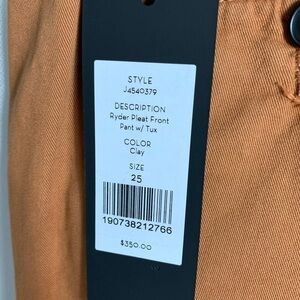 STYLE
J4540379
DESCRIPTION
Ryder Pleat Front
Pant w/ Tux
COLOR
Clay
SIZE
25
190738212766
$350.00